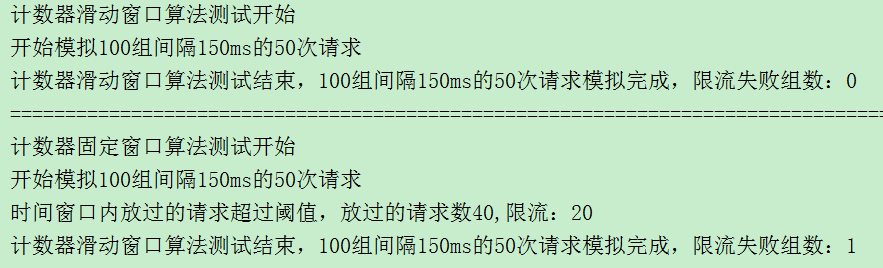 计数器滑动窗口算法测试开始
开始模拟100组间隔150ms的50次请求
计数器滑动窗口算法测试结束，100组间隔150ms的50次请求模拟完成，限流失败组数：0
================================================================================
计数器固定窗口算法测试开始
开始模拟100组间隔150ms的50次请求
时间窗口内放过的请求超过阈值，放过的请求数40,限流：20
计数器滑动窗口算法测试结束，100组间隔150ms的50次请求模拟完成，限流失败组数：1